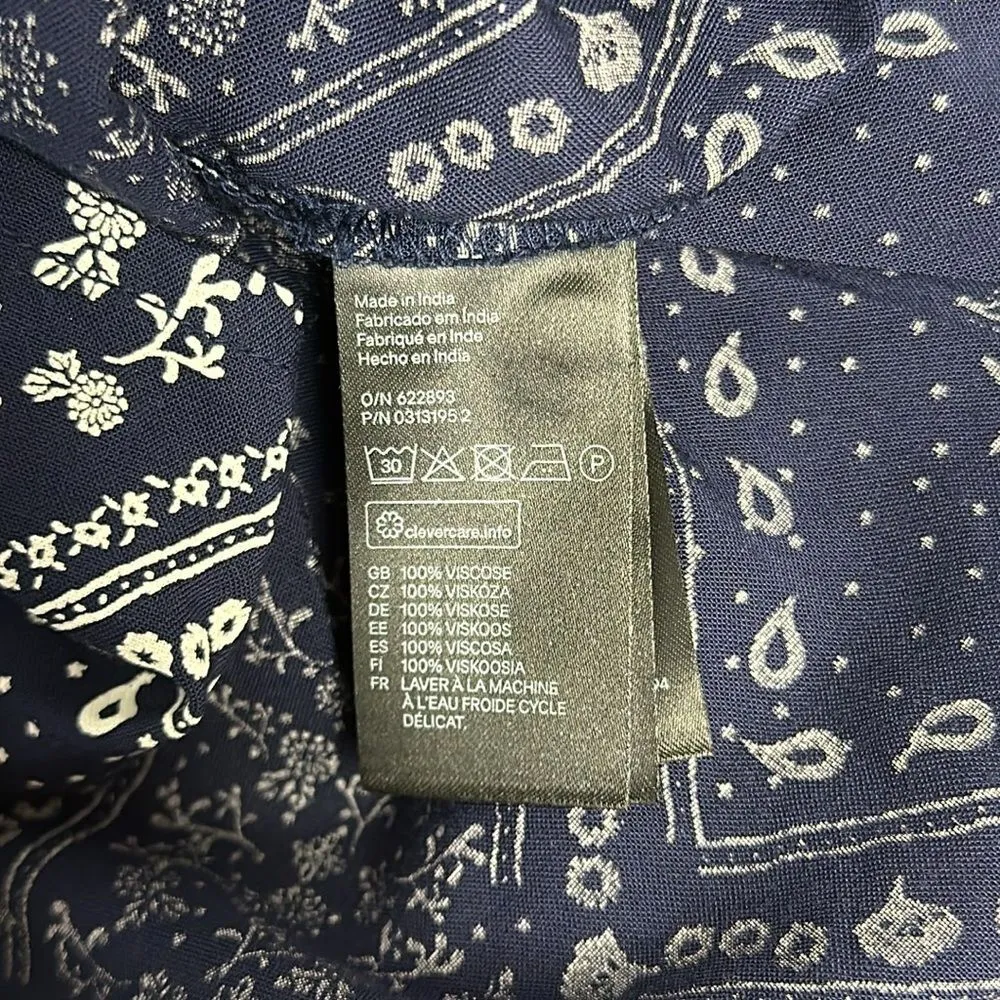 Made in India
Fabricado em India
Fabriqué en Inde
Hecho en India
O/N 622893
P/N 0313195 2
30 P
clevercare.info
GB 100% VISCOSE
CZ 100% VISKÓZA
DE 100% VISKOSE
EE 100% VISKOOS
ES 100% VISCOSA
FI 100% VISKOOSIA
FR LAVER À LA MACHINE
À L'EAU FROIDE CYCLE
DÉLICAT.